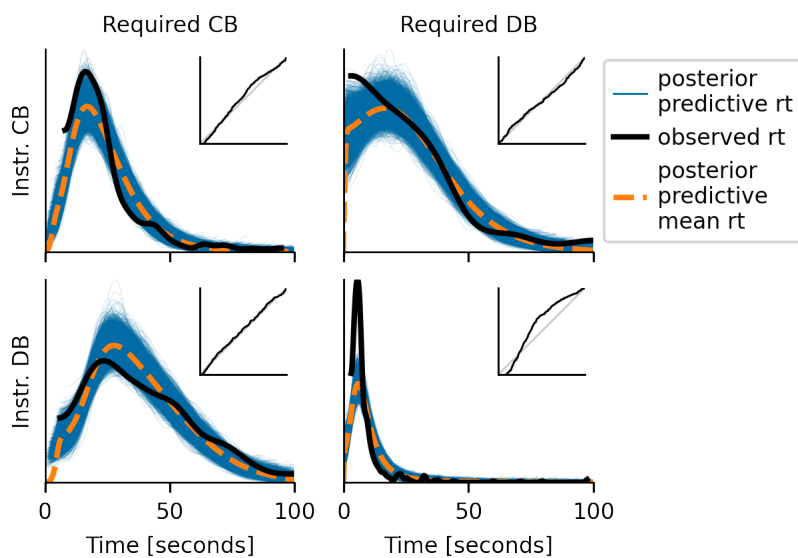 Required CB
Required DB
Instr. CB
posterior
predictive rt
observed rt
posterior
predictive
mean rt
Instr. DB
0
50
100
0
50
100
Time [seconds]
Time [seconds]